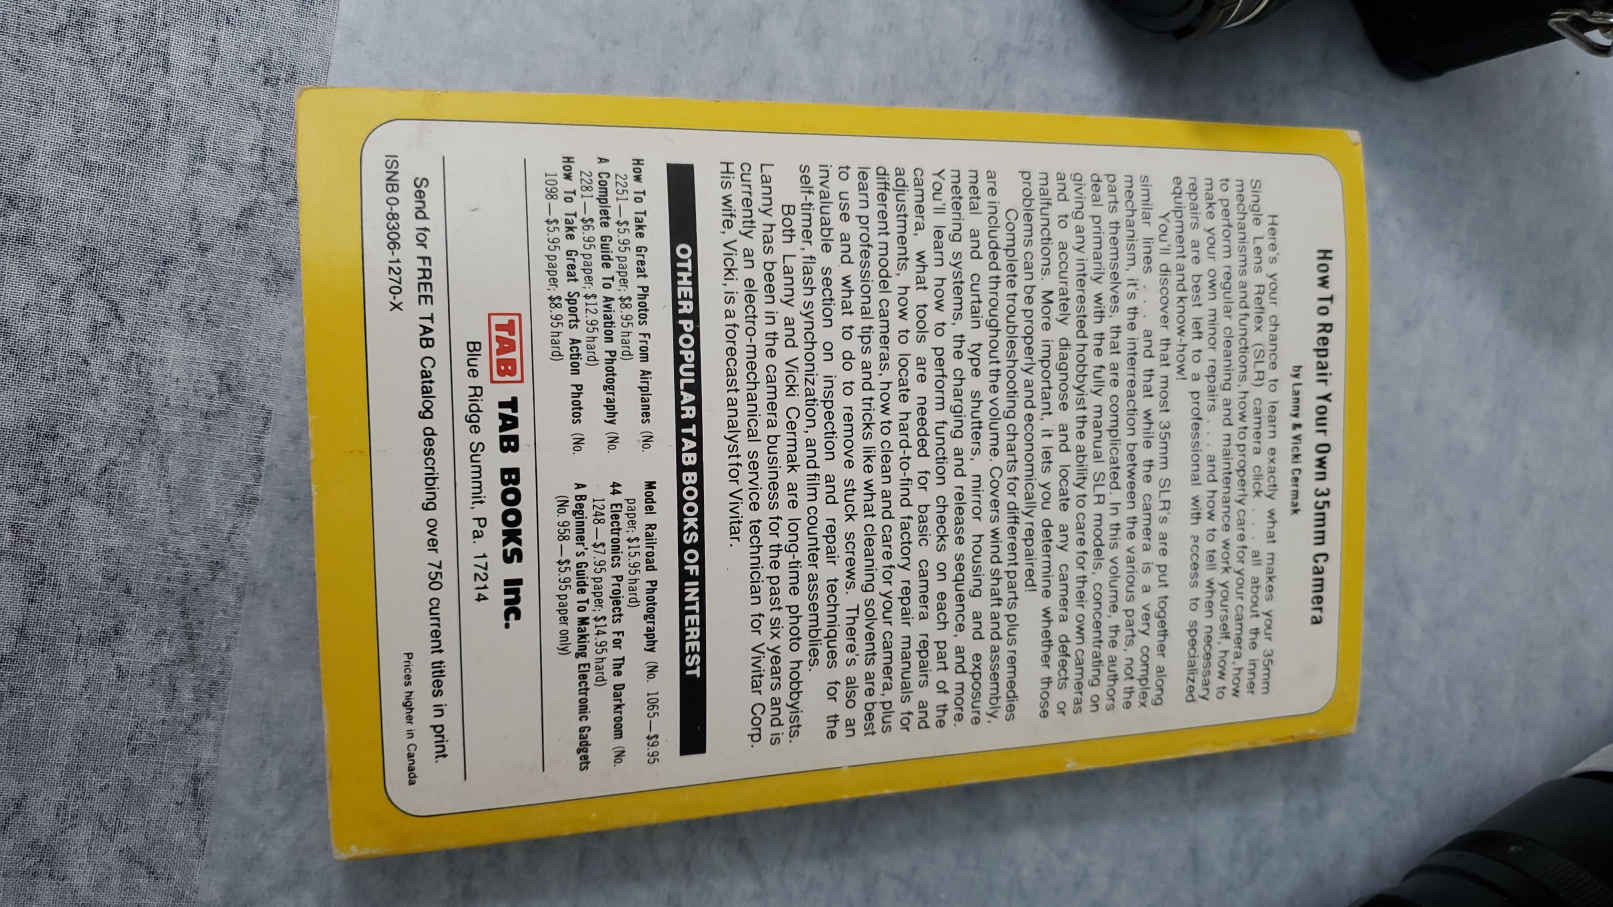 How To Repair Your Own 35mm Camera
by Lanny & Vicki Cermak
Here's your chance to learn exactly what makes your 35mm
Single Lens Reflex (SLR) camera click . . . all about the inner
mechanisms and functions, how to properly care for your camera, how
to perform regular cleaning and maintenance work yourself, how to
make your own minor repairs . . . and how to tell when necessary
repairs are best left to a professional with access to specialized
equipment and know-how!
You'll discover that most 35mm SLR's are put together along
similar lines . . . and that while the camera is a very complex
mechanism, it's the interreaction between the various parts, not the
parts themselves, that are complicated. In this volume, the authors
deal primarily with the fully manual SLR models, concentrating on
giving any interested hobbyist the ability to care for their own cameras
and to accurately diagnose and locate any camera defects or
malfunctions. More important, it lets you determine whether those
problems can be properly and economically repaired!
Complete troubleshooting charts for different parts plus remedies
are included throughout the volume. Covers wind shaft and assembly,
metal and curtain type shutters, mirror housing and exposure
metering systems, the charging and release sequence, and more.
You'll learn how to perform function checks on each part of the
camera, what tools are needed for basic camera repairs and
adjustments, how to locate hard-to-find factory repair manuals for
different model cameras, how to clean and care for your camera, plus
learn professional tips and tricks like what cleaning solvents are best
to use and what to do to remove stuck screws. There's also an
invaluable section on inspection and repair techniques for the
self-timer, flash synchonization, and film counter assemblies.
Both Lanny and Vicki Cermak are long-time photo hobbyists.
Lanny has been in the camera business for the past six years and is
currently an electro-mechanical service technician for Vivitar Corp.
His wife, Vicki, is a forecast analyst for Vivitar.
OTHER POPULAR TAB BOOKS OF INTEREST
How To Take Great Photos From Airplanes (No.
2251—$5.95 paper; $8.95 hard)
A Complete Guide To Aviation Photography (No.
2281—$6.95 paper; $12.95 hard)
How To Take Great Sports Action Photos (No.
1098—$5.95 paper; $8.95 hard)
Model Railroad Photography (No. 1065—$9.95
paper; $15.95 hard)
44 Electronics Projects For The Darkroom (No.
1248—$7.95 paper; $14.95 hard)
A Beginner's Guide To Making Electronic Gadgets
(No. 958—$5.95 paper only)
TAB TAB BOOKS Inc.
Blue Ridge Summit, Pa. 17214
Send for FREE TAB Catalog describing over 750 current titles in print.
ISNB 0-8306-1270-X
Prices higher in Canada